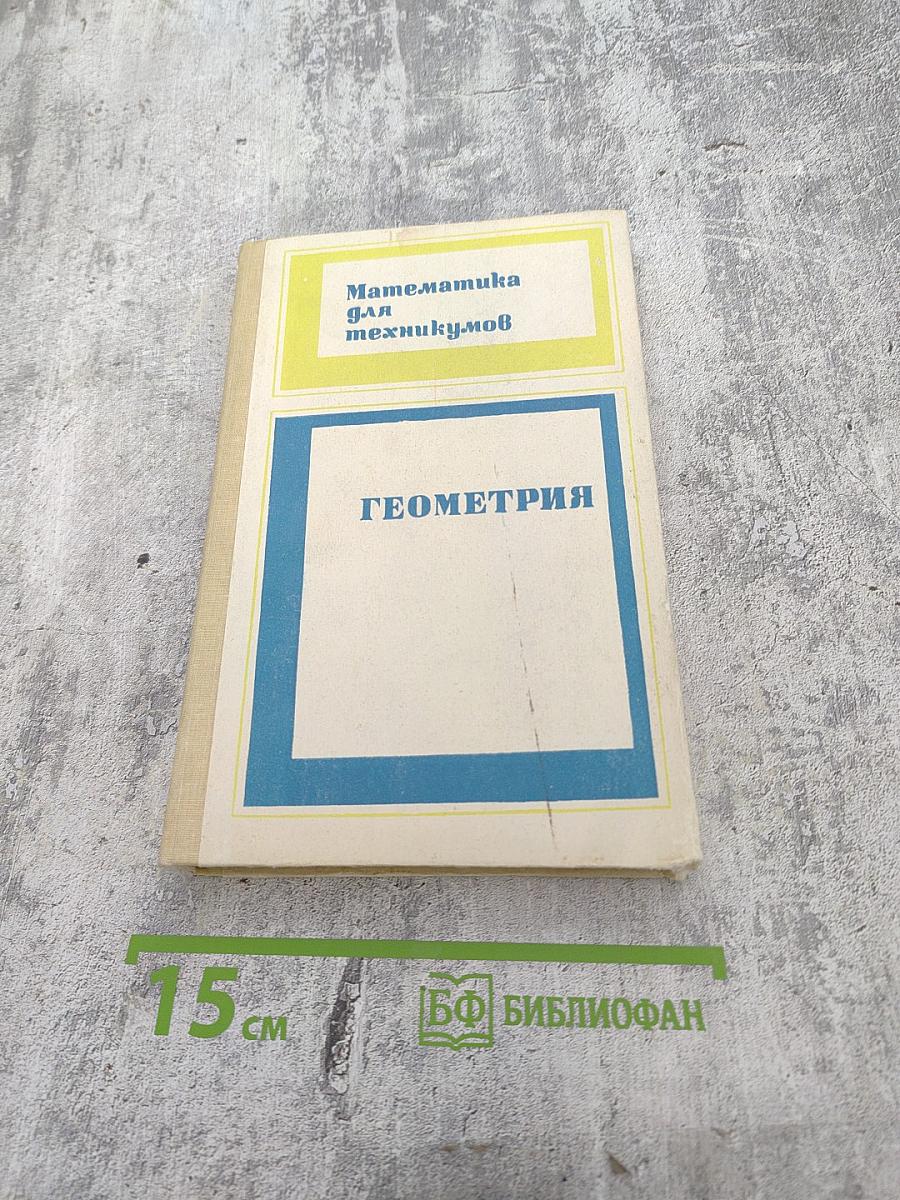 Математика
для
техникумов
ГЕОМЕТРИЯ
15 см
БФ БИБЛИОФАН